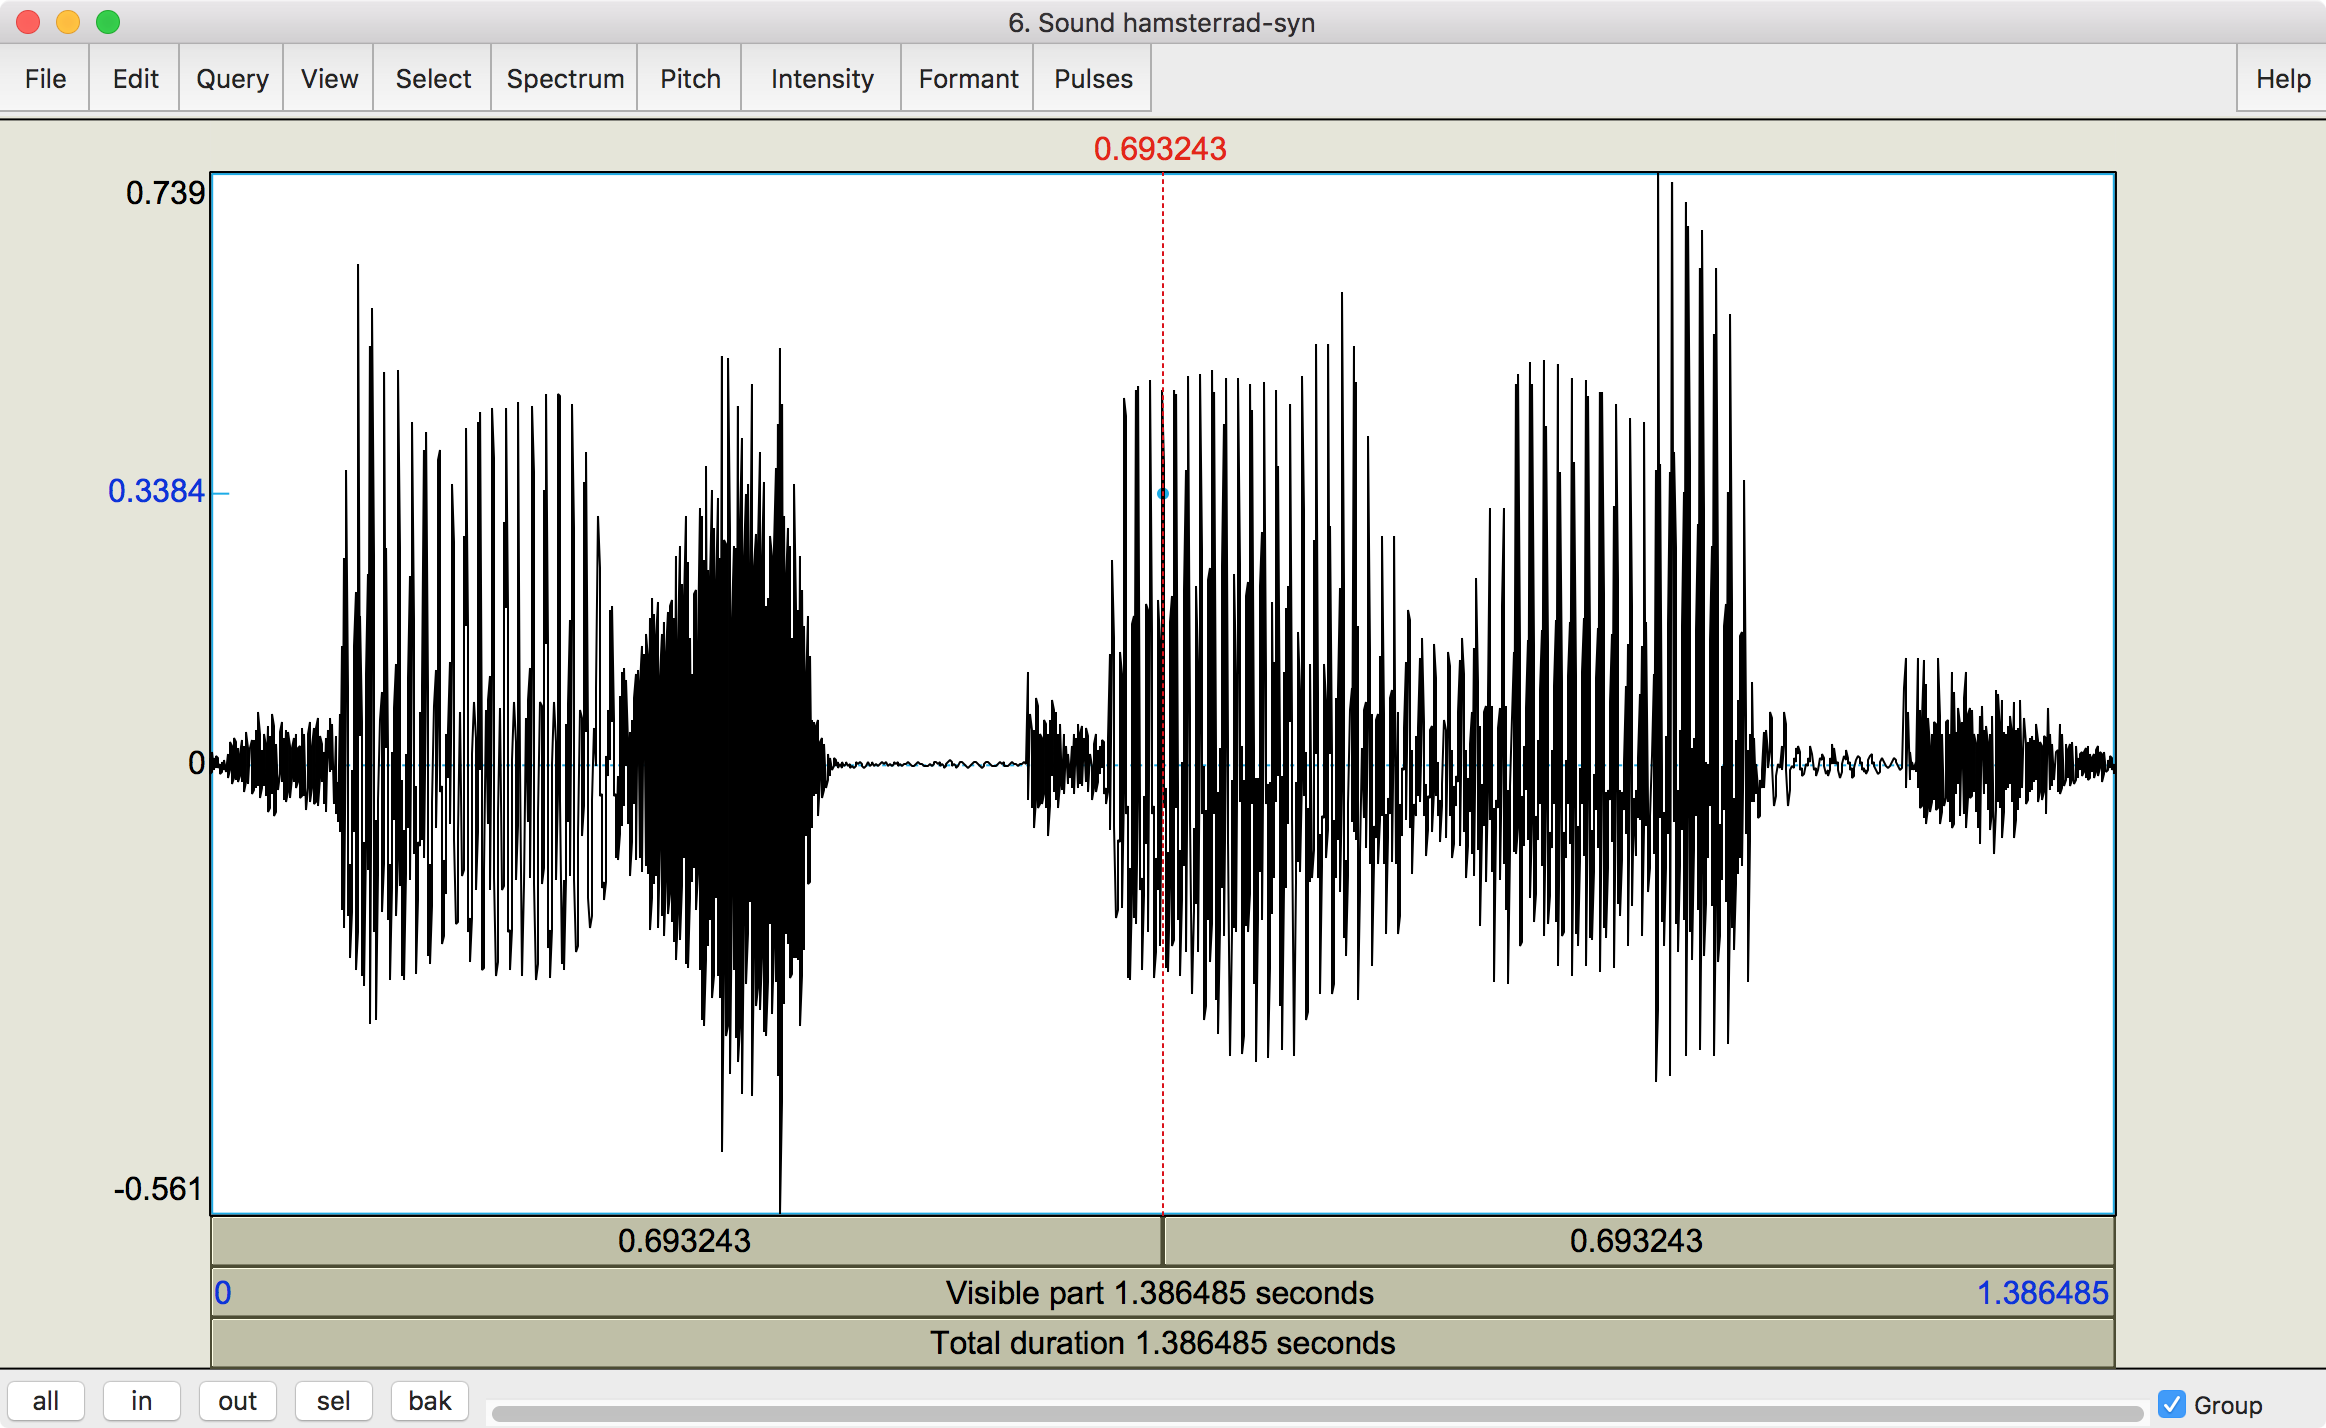 6. Sound hamsterrad-syn
File Edit Query View Select Spectrum Pitch Intensity Formant Pulses Help
0.693243
0.739
0.3384
0
-0.561
0.693243 0.693243
0 Visible part 1.386485 seconds 1.386485
Total duration 1.386485 seconds
all in out sel bak Group